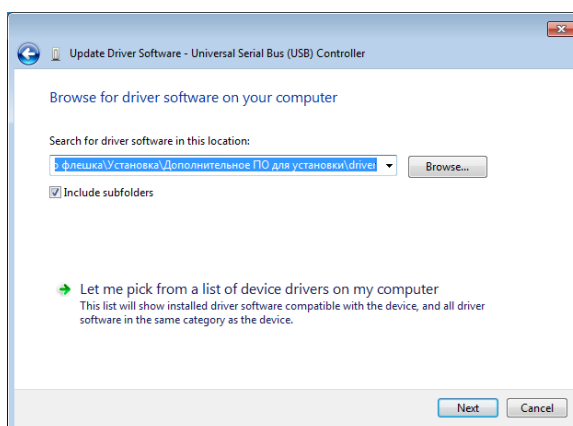 Update Driver Software - Universal Serial Bus (USB) Controller
Browse for driver software on your computer
Search for driver software in this location:
флешка\Установка\Дополнительное ПО для установки\driver
Browse...
Include subfolders
Let me pick from a list of device drivers on my computer
This list will show installed driver software compatible with the device, and all driver
software in the same category as the device.
Next
Cancel